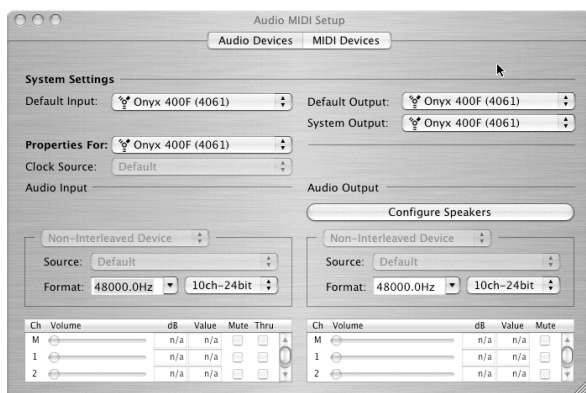 Audio MIDI Setup
Audio Devices MIDI Devices
System Settings
Default Input: Onyx 400F (4061)
Default Output: Onyx 400F (4061)
System Output: Onyx 400F (4061)
Properties For: Onyx 400F (4061)
Clock Source: Default
Audio Input
Audio Output
Configure Speakers
Non-Interleaved Device
Source: Default
Format: 48000.0Hz 10ch-24bit
Non-Interleaved Device
Source: Default
Format: 48000.0Hz 10ch-24bit
Ch Volume dB Value Mute Thru
M n/a n/a
1 n/a n/a
2 n/a n/a
Ch Volume dB Value Mute
M n/a n/a
1 n/a n/a
2 n/a n/a